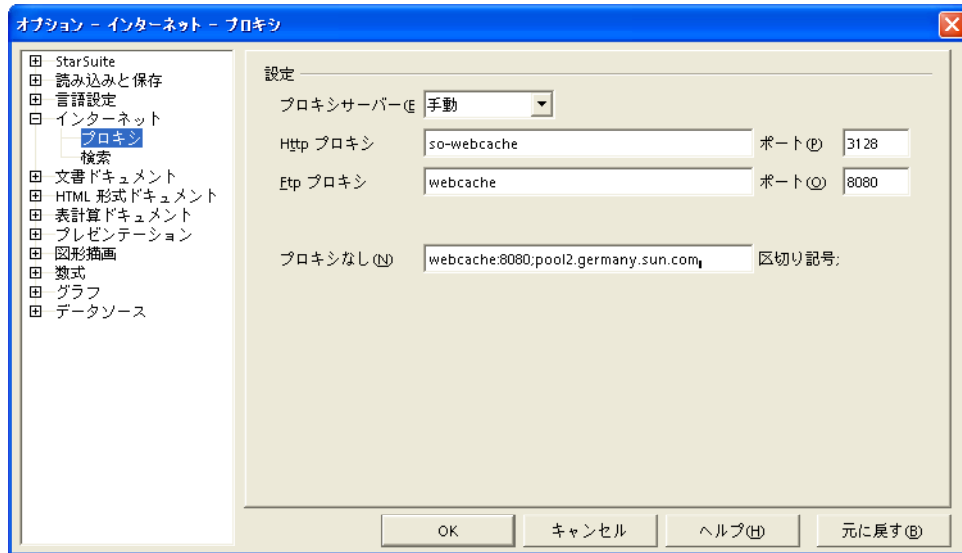 オプション - インターネット - プロキシ
StarSuite
読み込みと保存
言語設定
インターネット
プロキシ
検索
文書ドキュメント
HTML 形式ドキュメント
表計算ドキュメント
プレゼンテーション
図形描画
数式
グラフ
データソース
設定
プロキシサーバー(E 手動
Http プロキシ so-webcache ポート(P) 3128
Ftp プロキシ webcache ポート(O) 8080
プロキシなし(N) webcache:8080;pool2.germany.sun.com, 区切り記号;
OK キャンセル ヘルプ(H) 元に戻す(B)